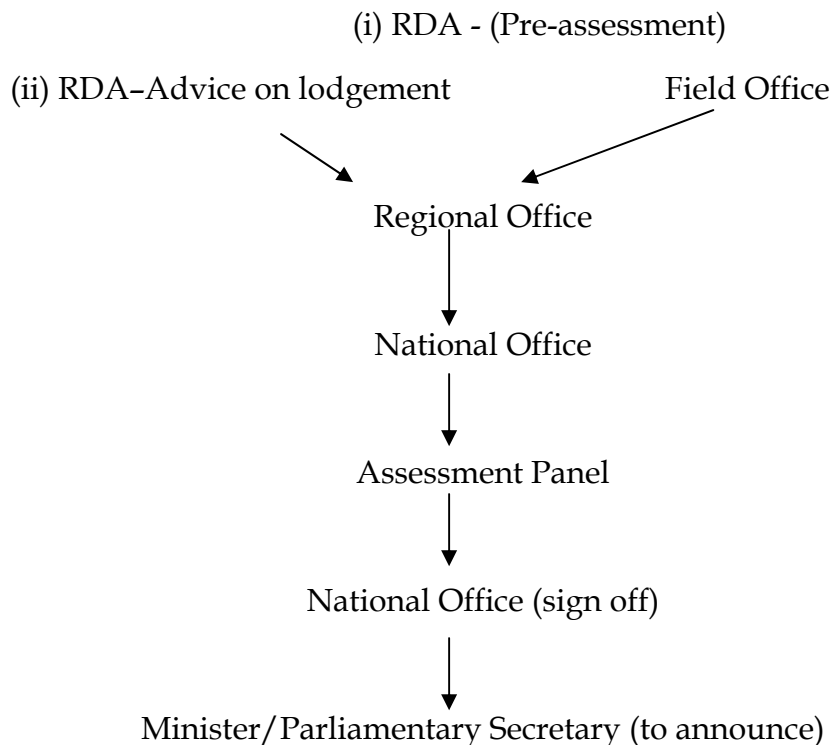 (i) RDA - (Pre-assessment)
(ii) RDA–Advice on lodgement Field Office
Regional Office
National Office
Assessment Panel
National Office (sign off)
Minister/Parliamentary Secretary (to announce)